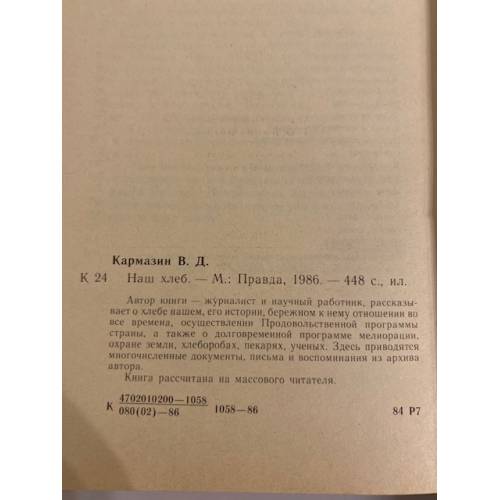 Кармазин В. Д.
К 24 Наш хлеб. — М.: Правда, 1986. — 448 с., ил.
Автор книги — журналист и научный работник, рассказы-
вает о хлебе нашем, его истории, бережном к нему отношении во
все времена, осуществлении Продовольственной программы
страны, а также о долговременной программе мелиорации,
охране земли, хлеборобах, пекарях, ученых. Здесь приводятся
многочисленные документы, письма и воспоминания из архива
автора.
Книга рассчитана на массового читателя.
К 4702010200—1058
080(02)—86 1058—86 84 Р7